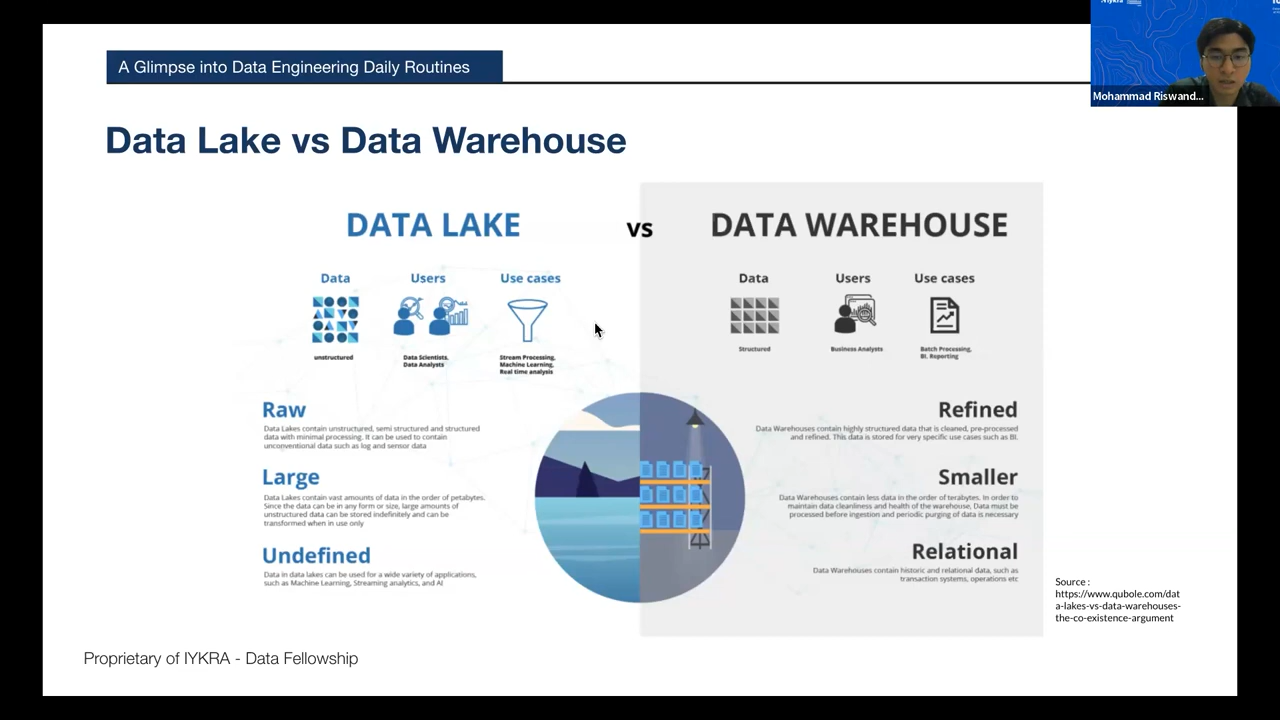 A Glimpse into Data Engineering Daily Routines
Mohammad Riswand...
Data Lake vs Data Warehouse
DATA LAKE
vs
DATA WAREHOUSE
Data
Users
Use cases
unstructured
Data Scientists,
Data Analysts
Stream Processing,
Machine Learning,
Real time analysis
Data
Users
Use cases
Structured
Business Analysts
Batch Processing,
BI, Reporting
Raw
Data Lakes contain unstructured, semi structured and structured
data with minimal processing. It can be used to contain
unconventional data such as log and sensor data
Large
Data Lakes contain vast amounts of data in the order of petabytes.
Since the data can be in any form or size, large amounts of
unstructured data can be stored indefinitely and can be
transformed when in use only
Undefined
Data in data lakes can be used for a wide variety of applications,
such as Machine Learning, Streaming analytics, and AI
Refined
Data Warehouses contain highly structured data that is cleaned, pre-processed
and refined. This data is stored for very specific use cases such as BI.
Smaller
Data Warehouses contain less data in the order of terabytes. In order to
maintain data cleanliness and health of the warehouse, Data must be
processed before ingestion and periodic purging of data is necessary
Relational
Data Warehouses contain historic and relational data, such as
transaction systems, operations etc
Source :
https://www.qubole.com/dat
a-lakes-vs-data-warehouses-
the-co-existence-argument
Proprietary of IYKRA - Data Fellowship